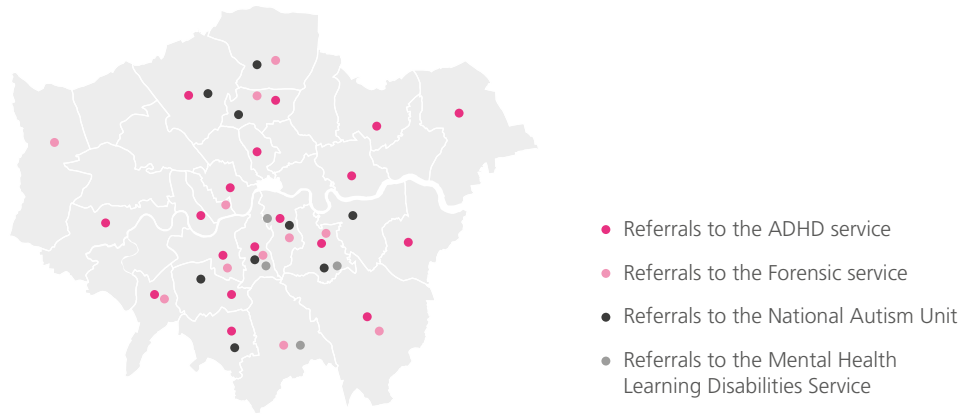 Referrals to the ADHD service
Referrals to the Forensic service
Referrals to the National Autism Unit
Referrals to the Mental Health
Learning Disabilities Service